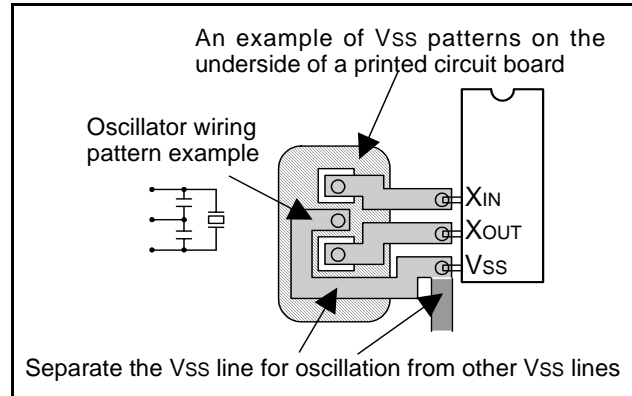 An example of VSS patterns on the
underside of a printed circuit board
Oscillator wiring
pattern example
XIN
XOUT
VSS
Separate the VSS line for oscillation from other VSS lines